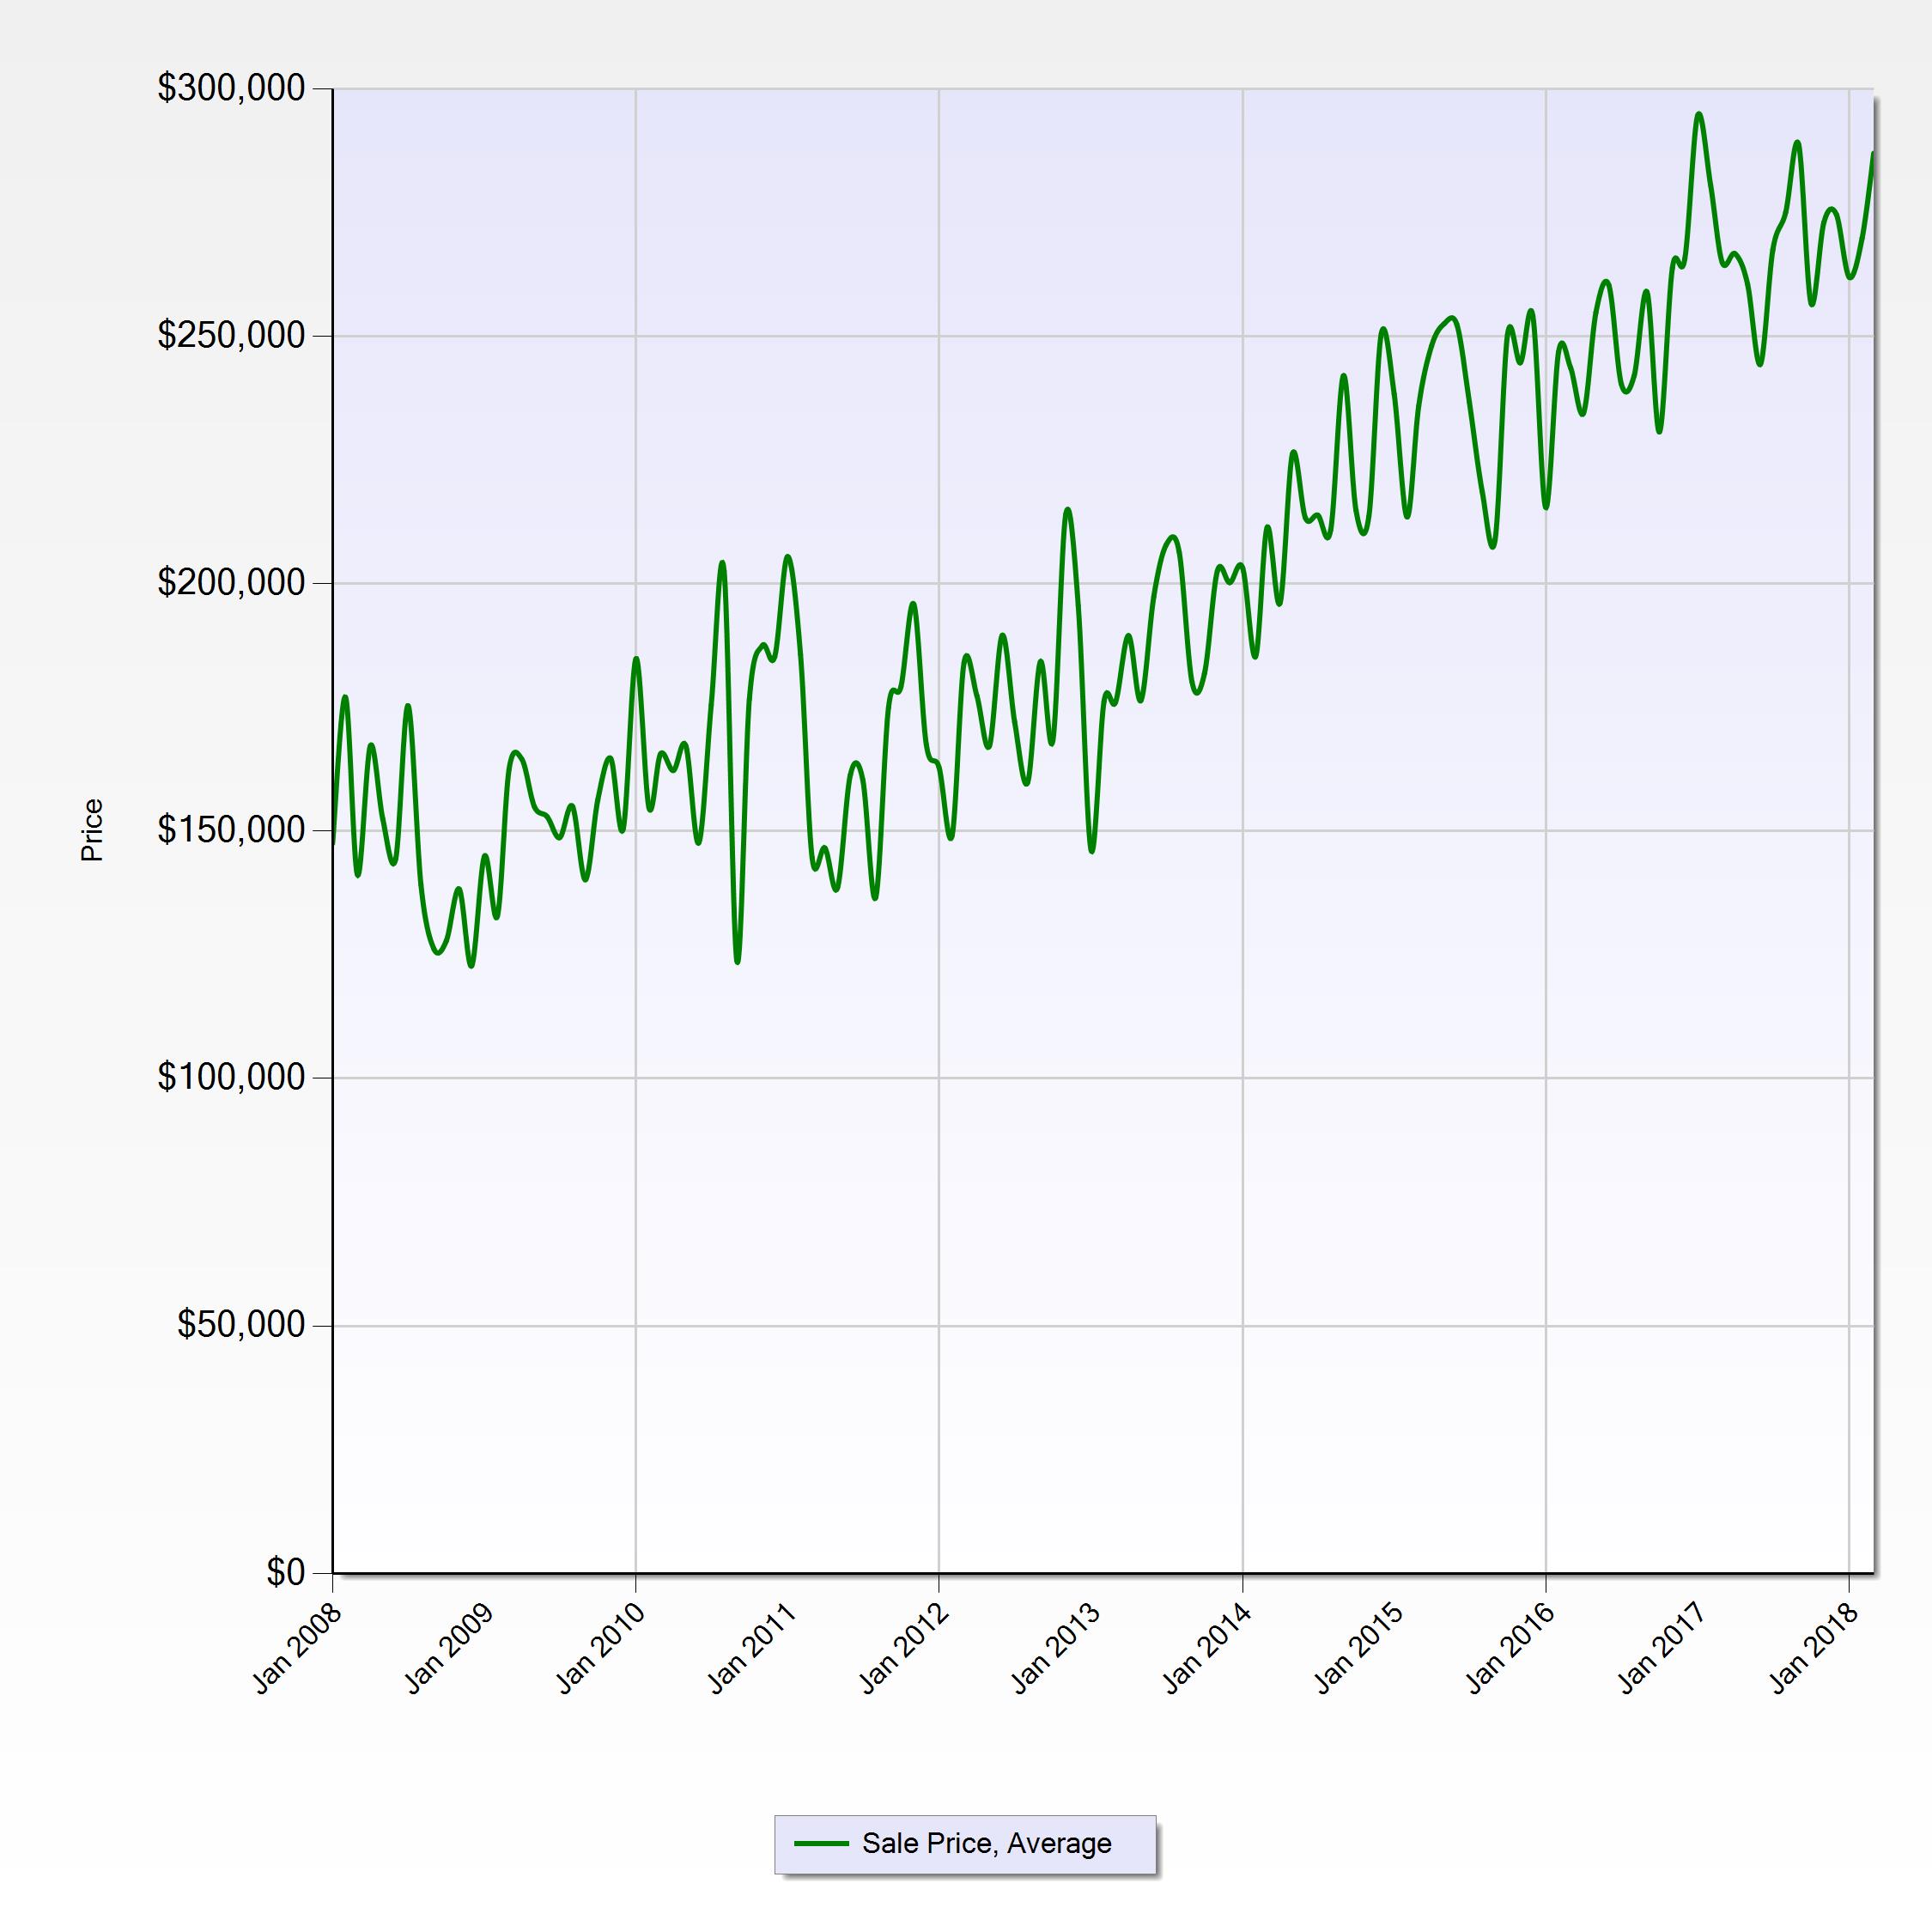 $300,000
$250,000
$200,000
$150,000
$100,000
$50,000
$0
Price
Jan 2008
Jan 2009
Jan 2010
Jan 2011
Jan 2012
Jan 2013
Jan 2014
Jan 2015
Jan 2016
Jan 2017
Jan 2018
Sale Price, Average